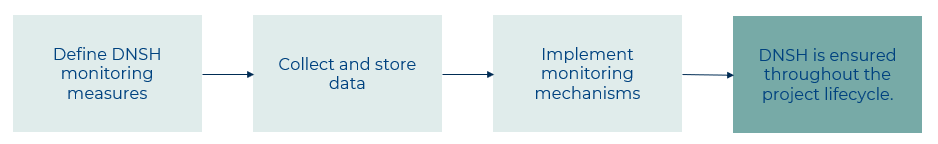 Define DNSH
monitoring
measures
Collect and store
data
Implement
monitoring
mechanisms
DNSH is ensured
throughout the
project lifecycle.